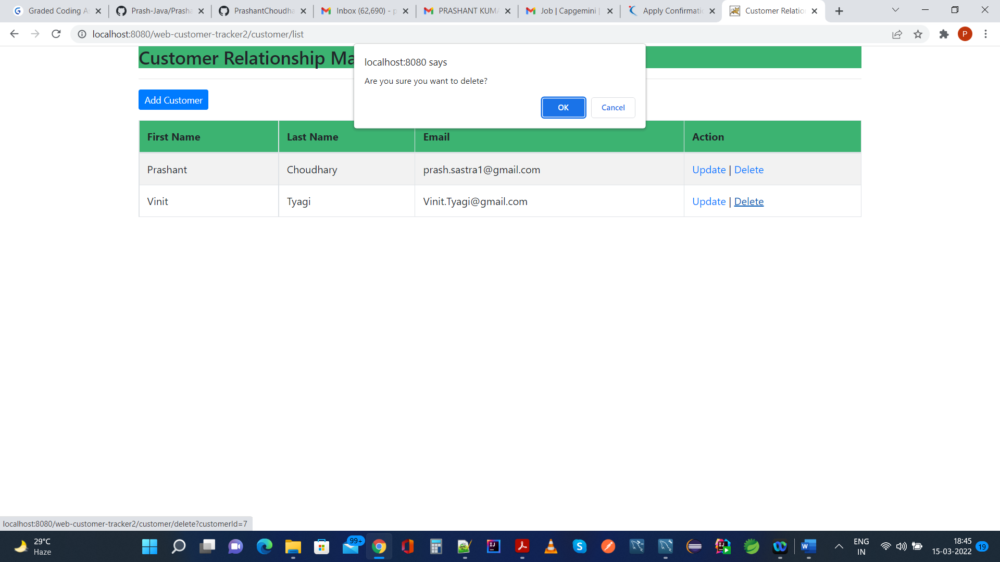 Graded Coding As
Prash-Java/Prasha
PrashantChoudha
Inbox (62,690) - p
PRASHANT KUMA
Job | Capgemini |
Apply Confirmatio
Customer Relation
localhost:8080/web-customer-tracker2/customer/list
P
Customer Relationship Ma
localhost:8080 says
Are you sure you want to delete?
OK
Cancel
Add Customer
First Name
Last Name
Email
Action
Prashant
Choudhary
prash.sastra1@gmail.com
Update | Delete
Vinit
Tyagi
Vinit.Tyagi@gmail.com
Update | Delete
localhost:8080/web-customer-tracker2/customer/delete?customerId=7
29°C
Haze
99+
ENG
IN
18:45
15-03-2022
19